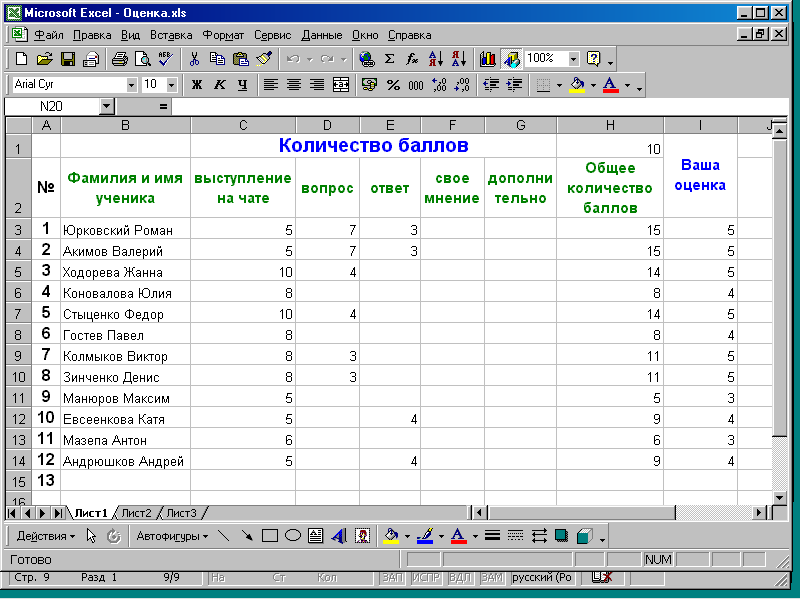 Microsoft Excel - Оценка.xls
Файл Правка Вид Вставка Формат Сервис Данные Окно Справка
100%
Arial Cyr 10 Ж К Ч % 000
N20 =
A B C D E F G H I J
1 Количество баллов 10 Ваша оценка
2 № Фамилия и имя ученика выступление на чате вопрос ответ свое мнение дополни тельно Общее количество баллов
3 1 Юрковский Роман 5 7 3 15 5
4 2 Акимов Валерий 5 7 3 15 5
5 3 Ходорева Жанна 10 4 14 5
6 4 Коновалова Юлия 8 8 4
7 5 Стыценко Федор 10 4 14 5
8 6 Гостев Павел 8 8 4
9 7 Колмыков Виктор 8 3 11 5
10 8 Зинченко Денис 8 3 11 5
11 9 Манюров Максим 5 5 3
12 10 Евсеенкова Катя 5 4 9 4
13 11 Мазепа Антон 6 6 3
14 12 Андрюшков Андрей 5 4 9 4
15 13
16
Лист1 Лист2 Лист3
Действия Автофигуры
Готово NUM
Стр. 9 Разд 1 9/9 На Ст Кол ЗАП ИСПР ВДЛ ЗАМ русский (Ро